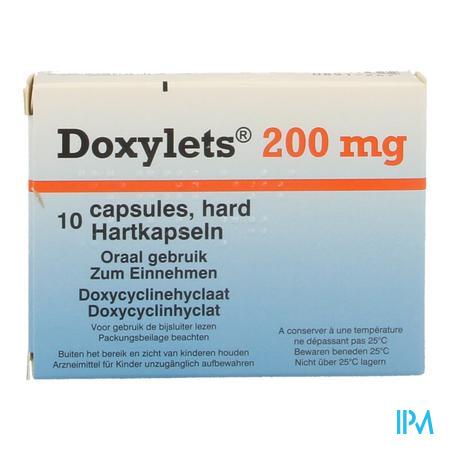 Doxylets® 200 mg
10 capsules, hard
Hartkapseln
Oraal gebruik
Zum Einnehmen
Doxycyclinehyclaat
Doxycyclinhyclat
Voor gebruik de bijsluiter lezen
Packungsbeilage beachten
Buiten het bereik en zicht van kinderen houden
Arzneimittel für Kinder unzugänglich aufbewahren
A conserver à une température
ne dépassant pas 25°C
Bewaren beneden 25°C
Nicht über 25°C lagern
IPM